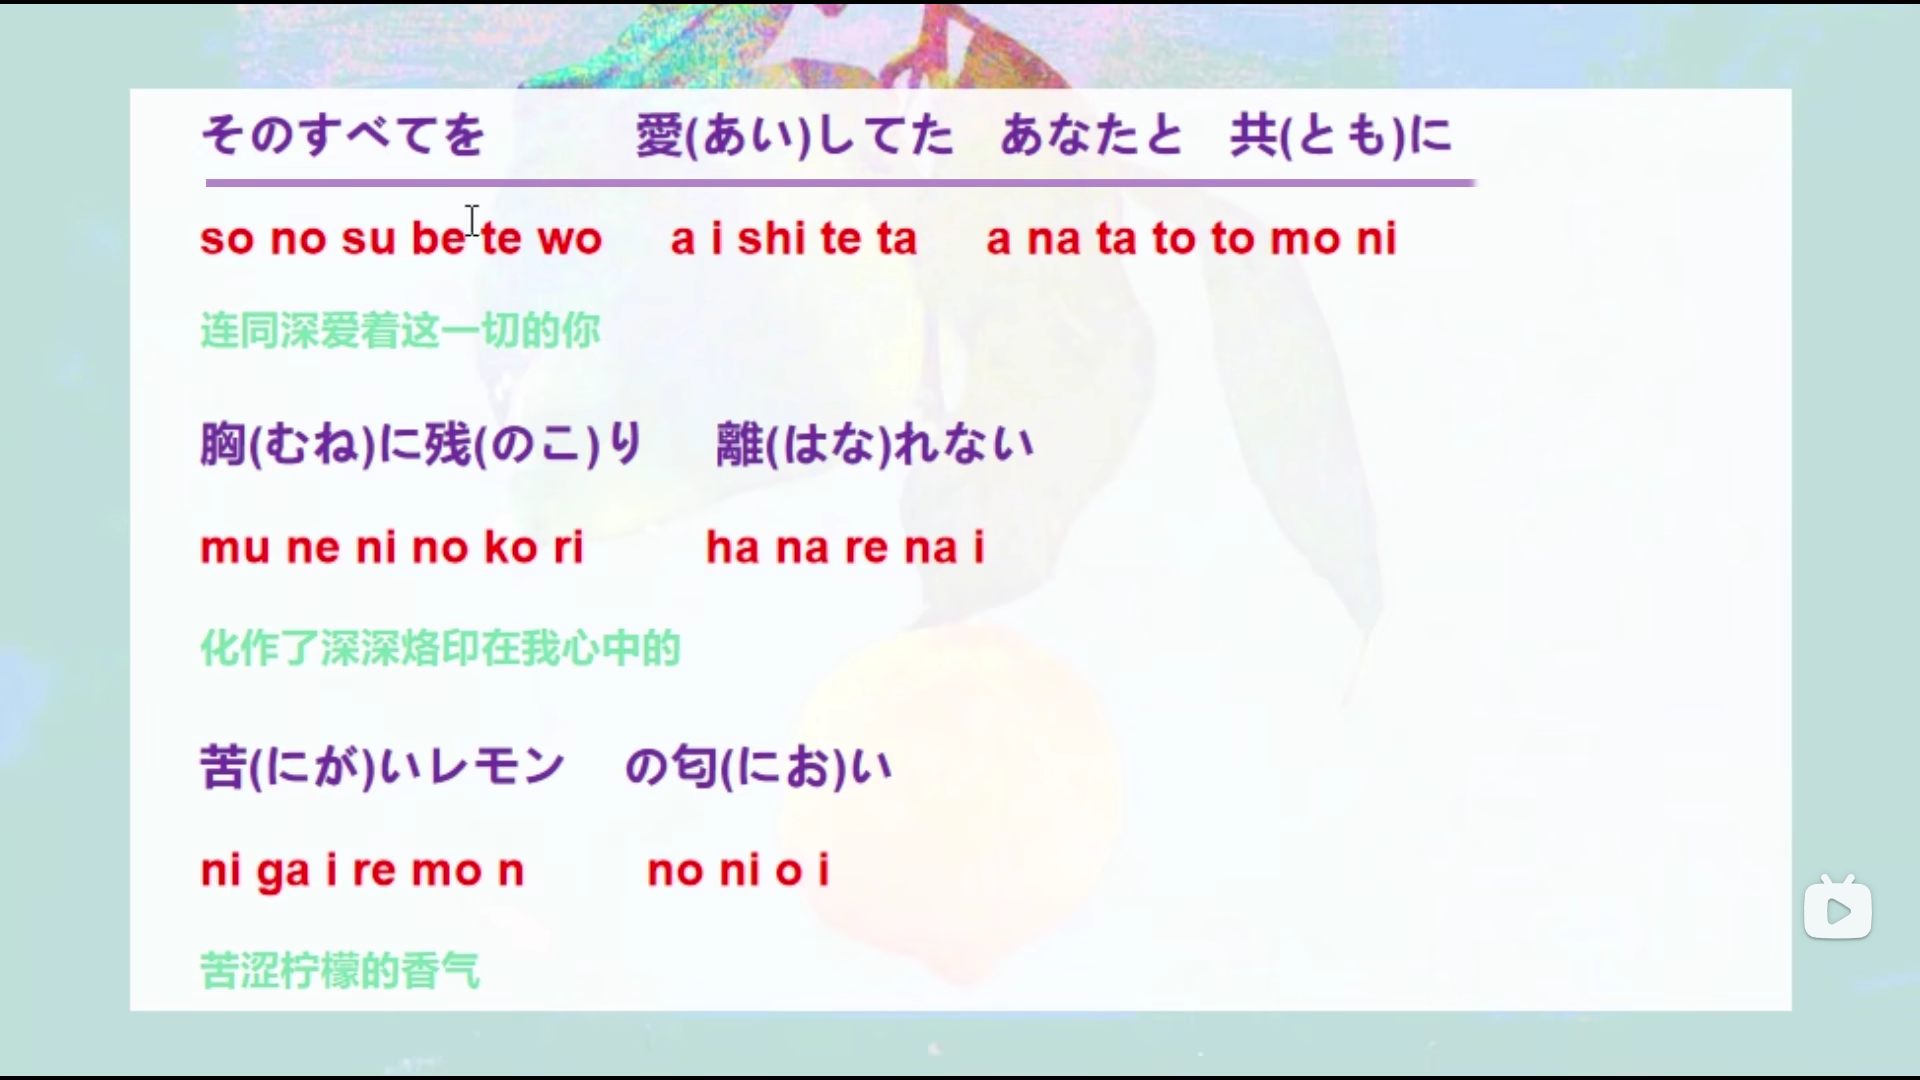 そのすべてを 愛(あい)してた あなたと 共(とも)に
so no su be te wo a i shi te ta a na ta to to mo ni
连同深爱着这一切的你
胸(むね)に残(のこ)り 離(はな)れない
mu ne ni no ko ri ha na re na i
化作了深深烙印在我心中的
苦(にが)いレモン の匂(にお)い
ni ga i re mo n no ni o i
苦涩柠檬的香气